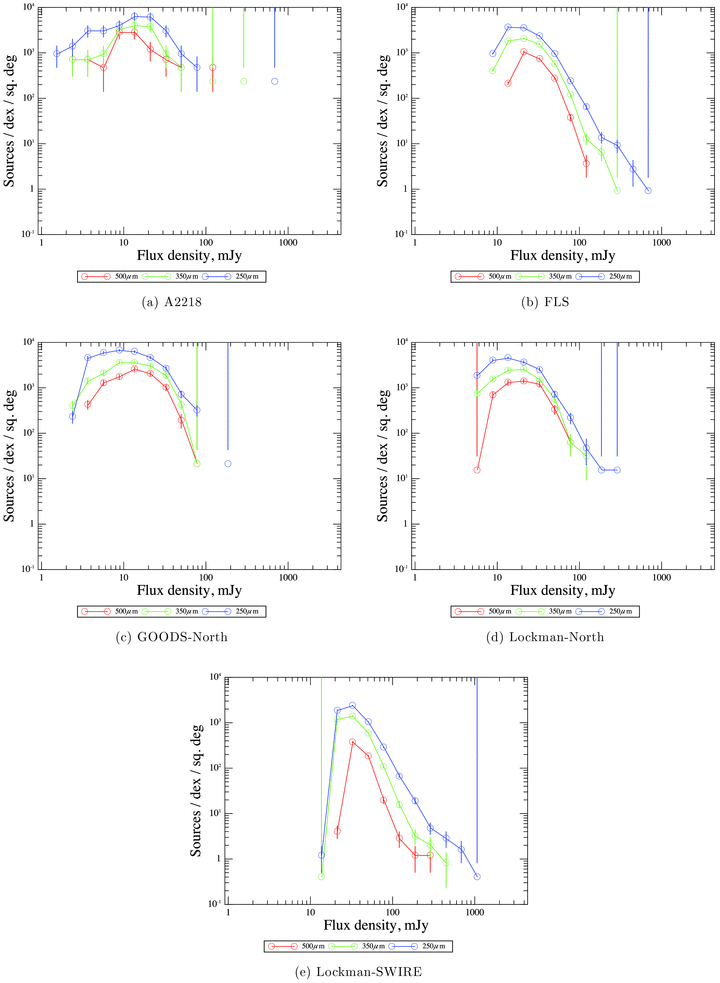 10⁴ 10⁴
10³ 10³
10² 10²
10 10
1 1
10⁻¹ 10⁻¹
Sources / dex / sq. deg Sources / dex / sq. deg
1 10 100 1000 1 10 100 1000
Flux density, mJy Flux density, mJy
500μm 350μm 250μm 500μm 350μm 250μm
(a) A2218 (b) FLS
10⁴ 10⁴
10³ 10³
10² 10²
10 10
1 1
10⁻¹ 10⁻¹
Sources / dex / sq. deg Sources / dex / sq. deg
1 10 100 1000 1 10 100 1000
Flux density, mJy Flux density, mJy
500μm 350μm 250μm 500μm 350μm 250μm
(c) GOODS-North (d) Lockman-North
10⁴
10³
10²
10
1
10⁻¹
Sources / dex / sq. deg
1 10 100 1000
Flux density, mJy
500μm 350μm 250μm
(e) Lockman-SWIRE